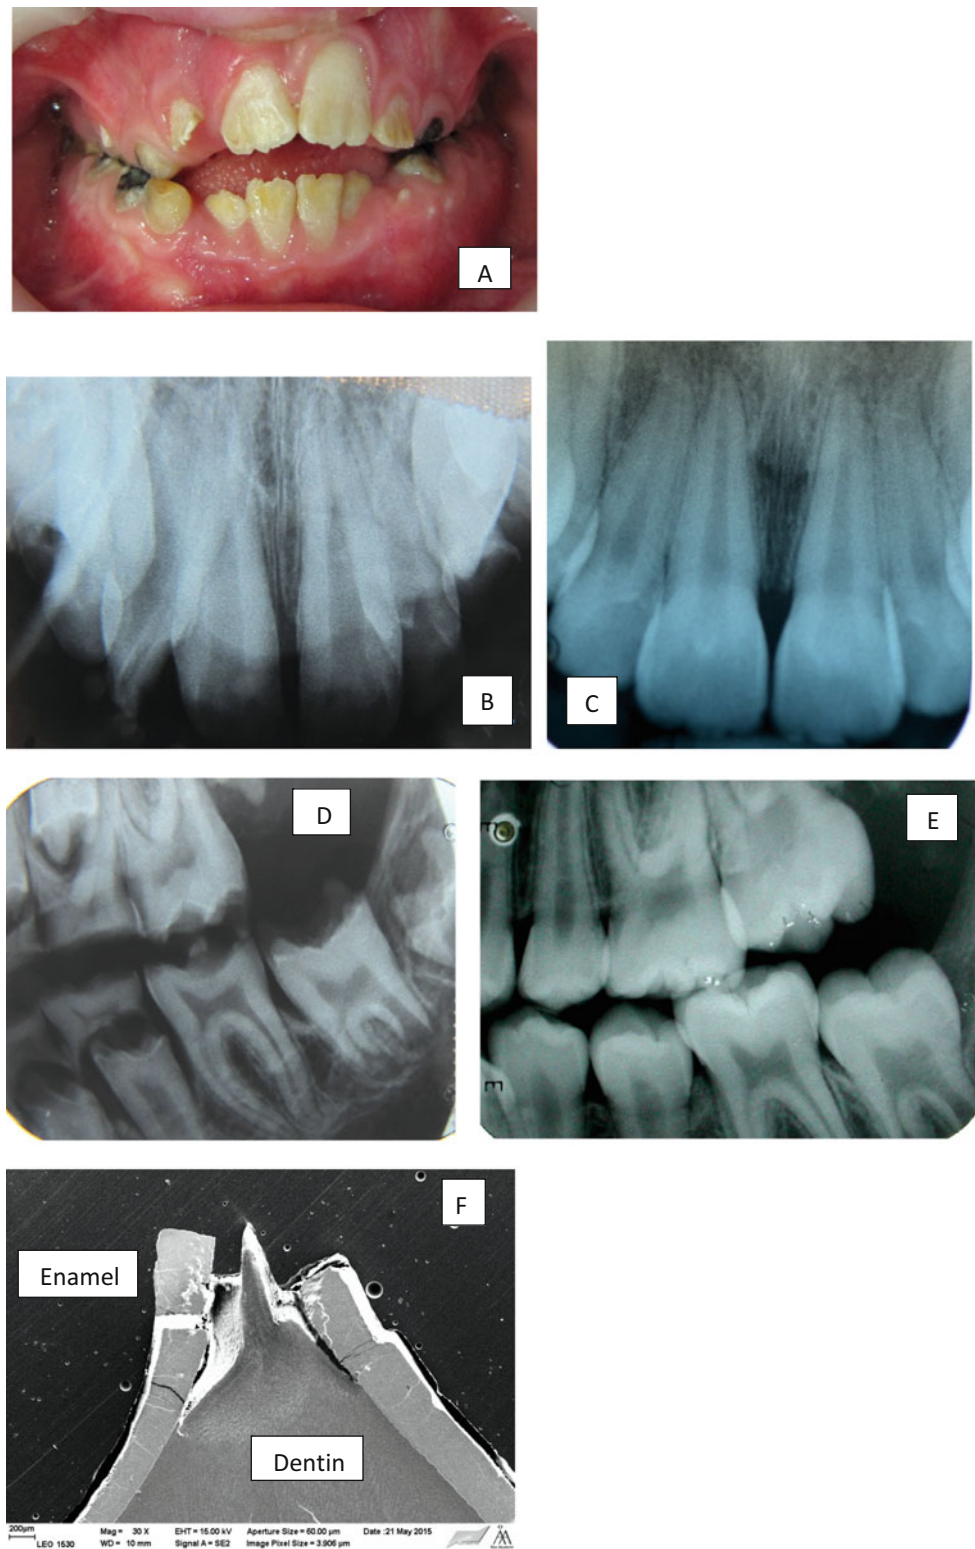 A
B
C
D
E
E
F
Enamel
Dentin
200µm
LEO 1530
Mag = 30 X
WD = 10 mm
EHT = 15.00 kV
Signal A = SE2
Aperture Size = 60.00 µm
Image Pixel Size = 3.906 µm
Date :21 May 2015